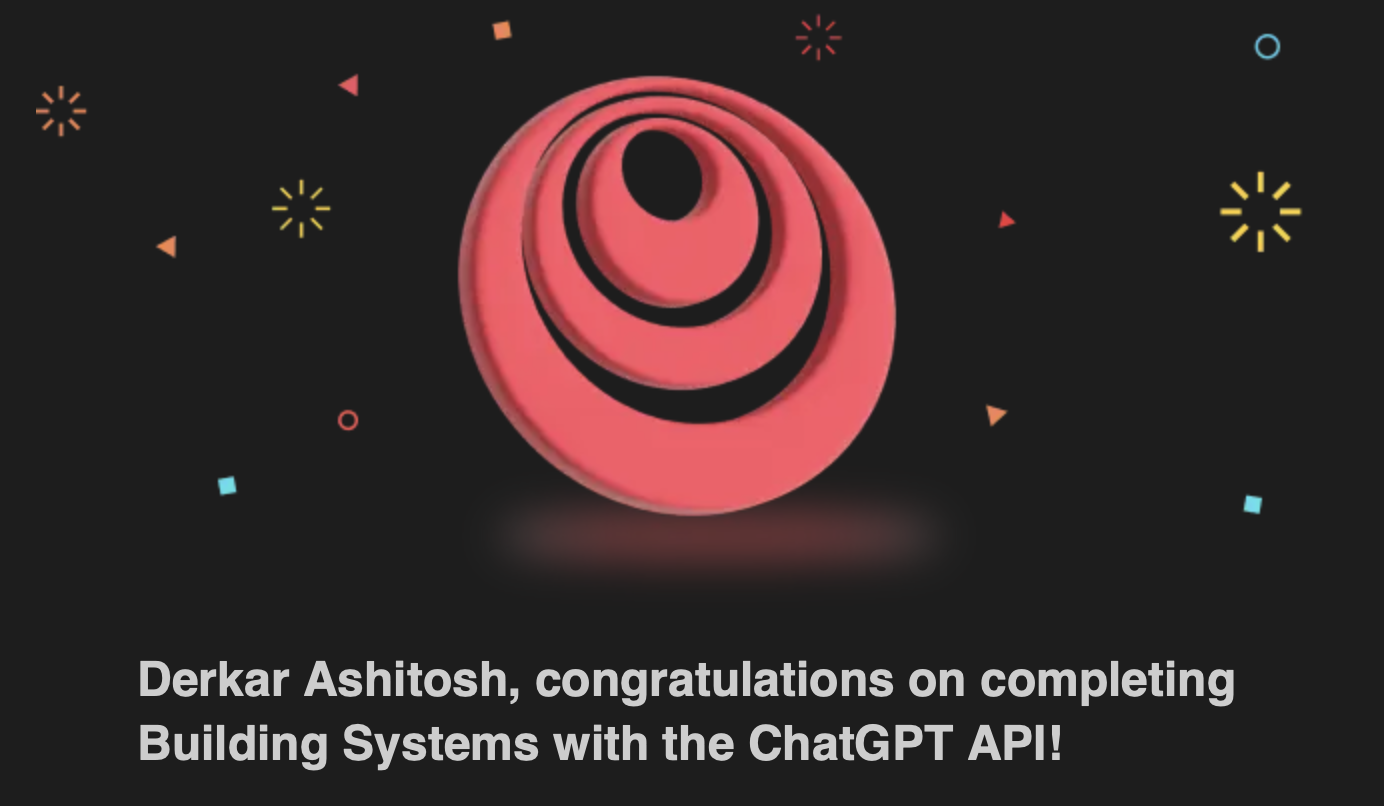 Derkar Ashitosh, congratulations on completing
Building Systems with the ChatGPT API!